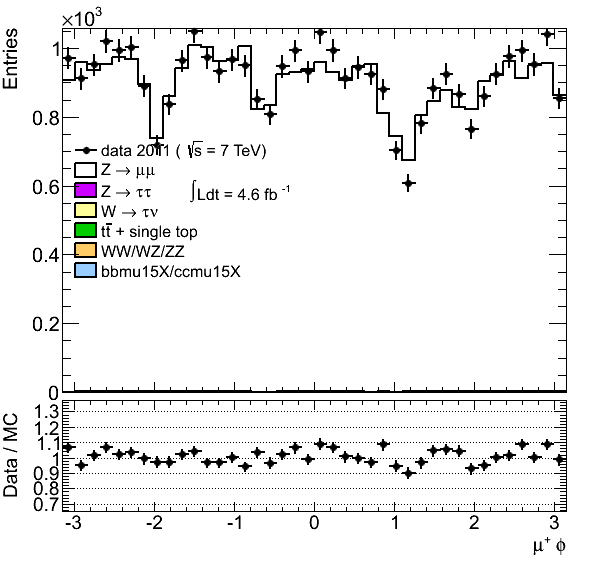 ×10³
Entries
1
0.8
0.6
0.4
0.2
0
data 2011 ( √s = 7 TeV)
Z → μμ
Z → ττ
W → τν
tt̅ + single top
WW/WZ/ZZ
bbmu15X/ccmu15X
∫Ldt = 4.6 fb⁻¹
Data / MC
1.3
1.2
1.1
1
0.9
0.8
0.7
-3 -2 -1 0 1 2 3
μ⁺ ϕ